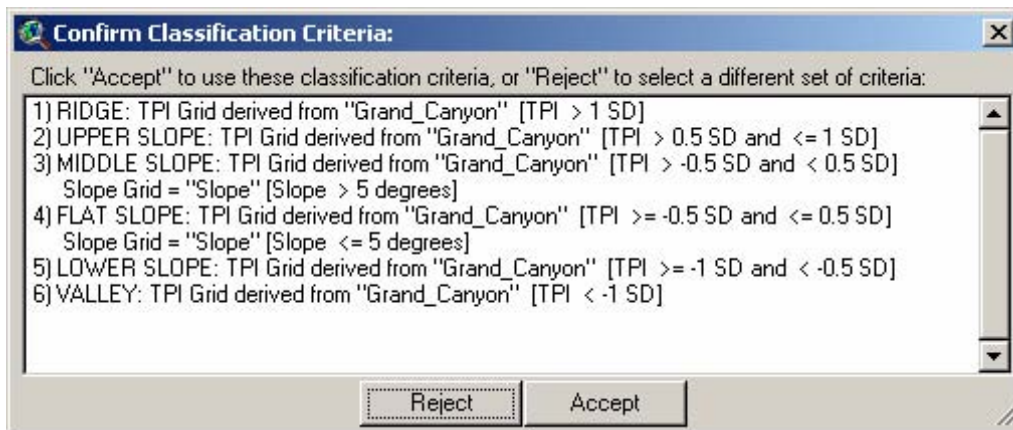 Confirm Classification Criteria:
Click "Accept" to use these classification criteria, or "Reject" to select a different set of criteria:
1) RIDGE: TPI Grid derived from "Grand_Canyon" [TPI > 1 SD]
2) UPPER SLOPE: TPI Grid derived from "Grand_Canyon" [TPI > 0.5 SD and <= 1 SD]
3) MIDDLE SLOPE: TPI Grid derived from "Grand_Canyon" [TPI > -0.5 SD and < 0.5 SD]
Slope Grid = "Slope" [Slope > 5 degrees]
4) FLAT SLOPE: TPI Grid derived from "Grand_Canyon" [TPI >= -0.5 SD and <= 0.5 SD]
Slope Grid = "Slope" [Slope <= 5 degrees]
5) LOWER SLOPE: TPI Grid derived from "Grand_Canyon" [TPI >= -1 SD and < -0.5 SD]
6) VALLEY: TPI Grid derived from "Grand_Canyon" [TPI < -1 SD]
Reject Accept